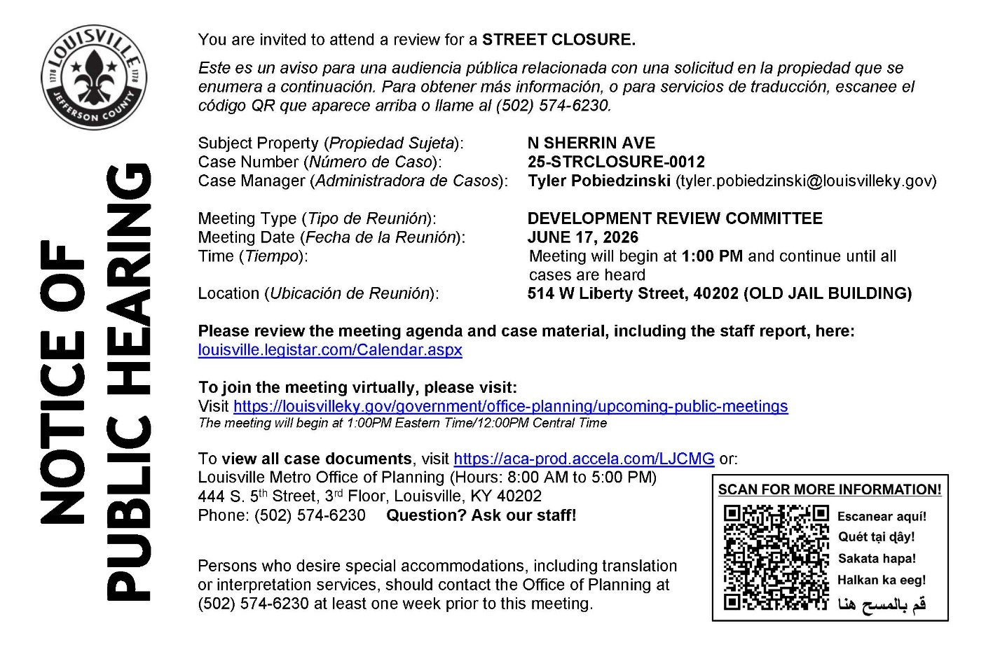 LOUISVILLE
1778 1778
JEFFERSON COUNTY
NOTICE OF
PUBLIC HEARING
You are invited to attend a review for a STREET CLOSURE.
Este es un aviso para una audiencia pública relacionada con una solicitud en la propiedad que se
enumera a continuación. Para obtener más información, o para servicios de traducción, escanee el
código QR que aparece arriba o llame al (502) 574-6230.
Subject Property (Propiedad Sujeta): N SHERRIN AVE
Case Number (Número de Caso): 25-STRCLOSURE-0012
Case Manager (Administradora de Casos): Tyler Pobiedzinski (tyler.pobiedzinski@louisvilleky.gov)
Meeting Type (Tipo de Reunión): DEVELOPMENT REVIEW COMMITTEE
Meeting Date (Fecha de la Reunión): JUNE 17, 2026
Time (Tiempo): Meeting will begin at 1:00 PM and continue until all
cases are heard
Location (Ubicación de Reunión): 514 W Liberty Street, 40202 (OLD JAIL BUILDING)
Please review the meeting agenda and case material, including the staff report, here:
louisville.legistar.com/Calendar.aspx
To join the meeting virtually, please visit:
Visit https://louisvilleky.gov/government/office-planning/upcoming-public-meetings
The meeting will begin at 1:00PM Eastern Time/12:00PM Central Time
To view all case documents, visit https://aca-prod.accela.com/LJCMG or:
Louisville Metro Office of Planning (Hours: 8:00 AM to 5:00 PM)
444 S. 5th Street, 3rd Floor, Louisville, KY 40202
Phone: (502) 574-6230 Question? Ask our staff!
Persons who desire special accommodations, including translation
or interpretation services, should contact the Office of Planning at
(502) 574-6230 at least one week prior to this meeting.
SCAN FOR MORE INFORMATION!
Escanear aquí!
Quét tại đây!
Sakata hapa!
Halkan ka eeg!
قم بالمسح هنا